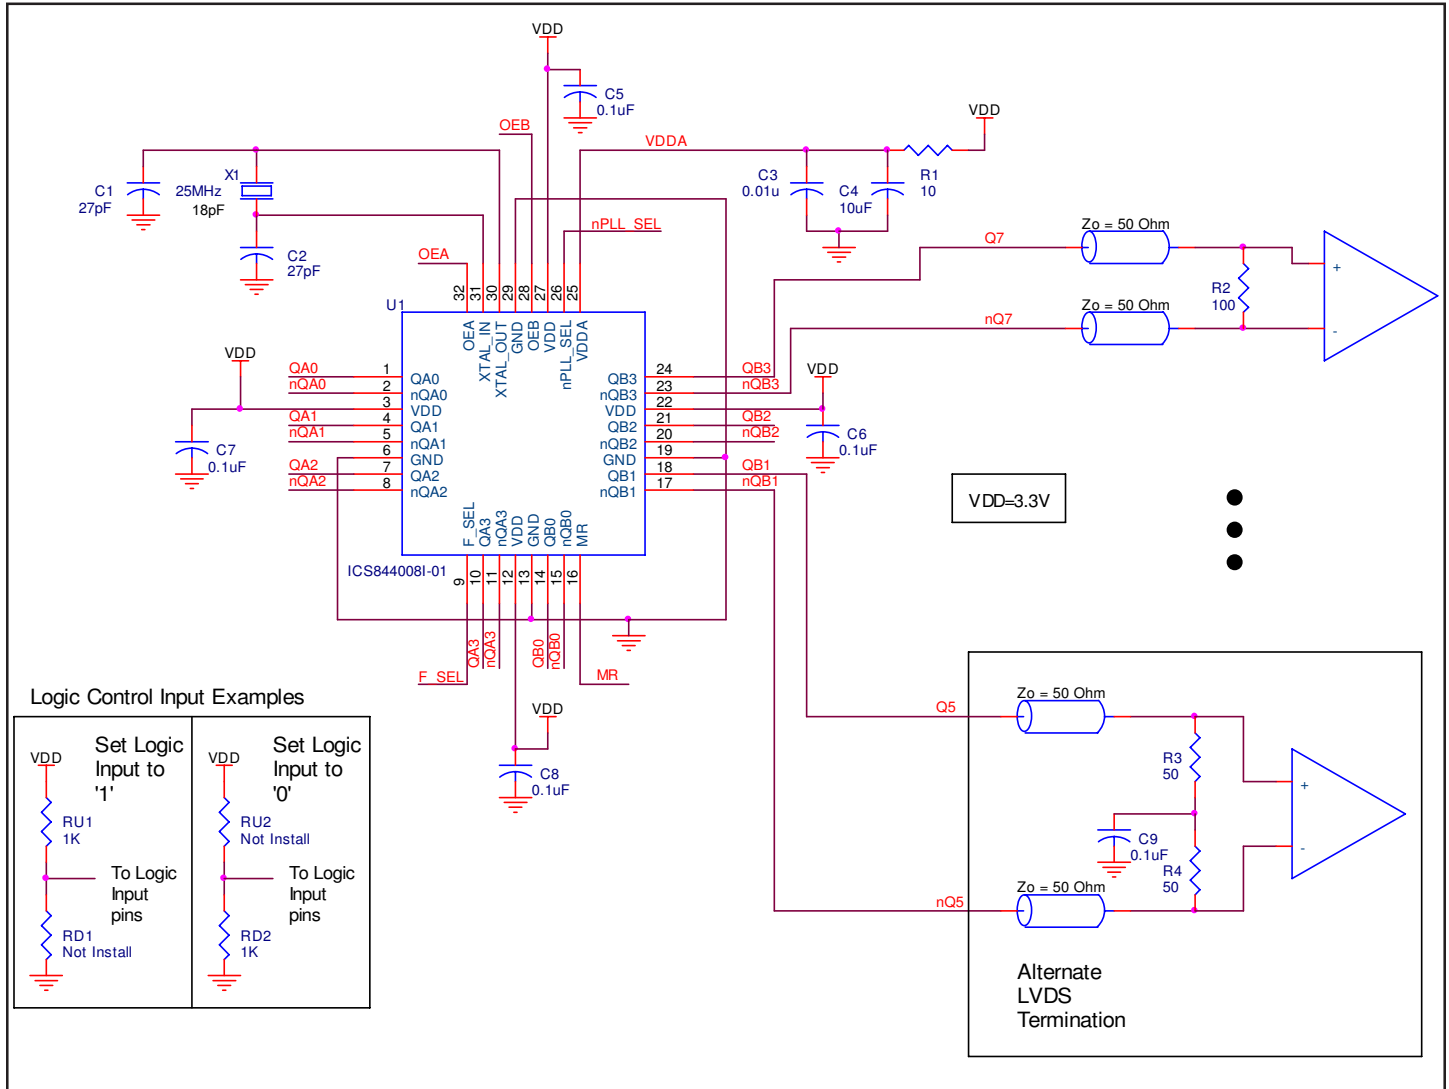 VDD
C5
0.1uF
OEB
VDDA
VDD
C1
27pF
X1
25MHz
18pF
C2
27pF
C3
0.01u
C4
10uF
R1
10
nPLL_SEL
OEA
Q7
Zo = 50 Ohm
nQ7
Zo = 50 Ohm
R2
100
+
-
U1
32
31
30
29
28
27
26
25
OEA
XTAL_IN
XTAL_OUT
GND
OEB
VDD
nPLL_SEL
VDDA
VDD
C7
0.1uF
QA0 1 QA0
nQA0 2 nQA0
3 VDD
QA1 4 QA1
nQA1 5 nQA1
6 GND
QA2 7 QA2
nQA2 8 nQA2
QB3 24 QB3
nQB3 23 nQB3
VDD 22
QB2 21 QB2
nQB2 20 nQB2
GND 19
QB1 18 QB1
nQB1 17 nQB1
VDD
C6
0.1uF
VDD=3.3V
F_SEL
QA3
nQA3
VDD
GND
QB0
nQB0
MR
ICS844008I-01
9
10
11
12
13
14
15
16
F_SEL
QA3
nQA3
QB0
nQB0
MR
VDD
C8
0.1uF
Logic Control Input Examples
VDD
Set Logic
Input to
'1'
RU1
1K
To Logic
Input
pins
RD1
Not Install
VDD
Set Logic
Input to
'0'
RU2
Not Install
To Logic
Input
pins
RD2
1K
Q5
Zo = 50 Ohm
R3
50
C9
0.1uF
R4
50
+
-
nQ5
Zo = 50 Ohm
Alternate
LVDS
Termination